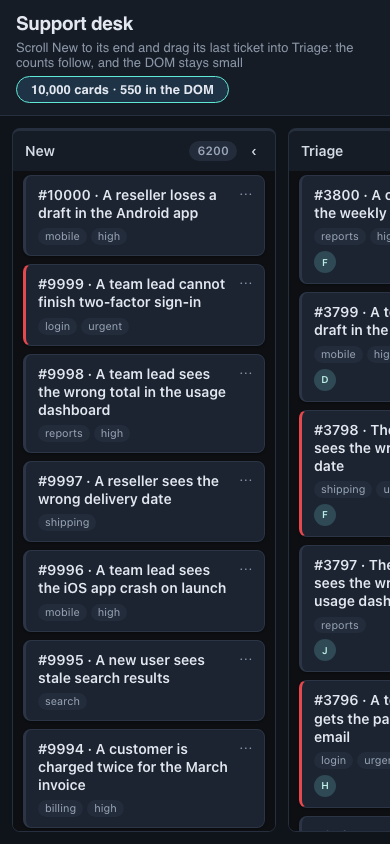 Support desk
Scroll New to its end and drag its last ticket into Triage: the
counts follow, and the DOM stays small
10,000 cards · 550 in the DOM
New
6200
‹
#10000 · A reseller loses a
draft in the Android app
mobile
high
#9999 · A team lead cannot
finish two-factor sign-in
login
urgent
#9998 · A team lead sees
the wrong total in the usage
dashboard
reports
high
#9997 · A reseller sees the
wrong delivery date
shipping
#9996 · A team lead sees
the iOS app crash on launch
mobile
high
#9995 · A new user sees
stale search results
search
#9994 · A customer is
charged twice for the March
invoice
billing
high
Triage
#3800 · A
the weekly
reports
F
#3799 · A
draft in the
mobile
D
#3798 · The
sees the
date
shipping
F
#3797 · The
sees the
usage
reports
J
#3796 · A
gets the
email
login
H